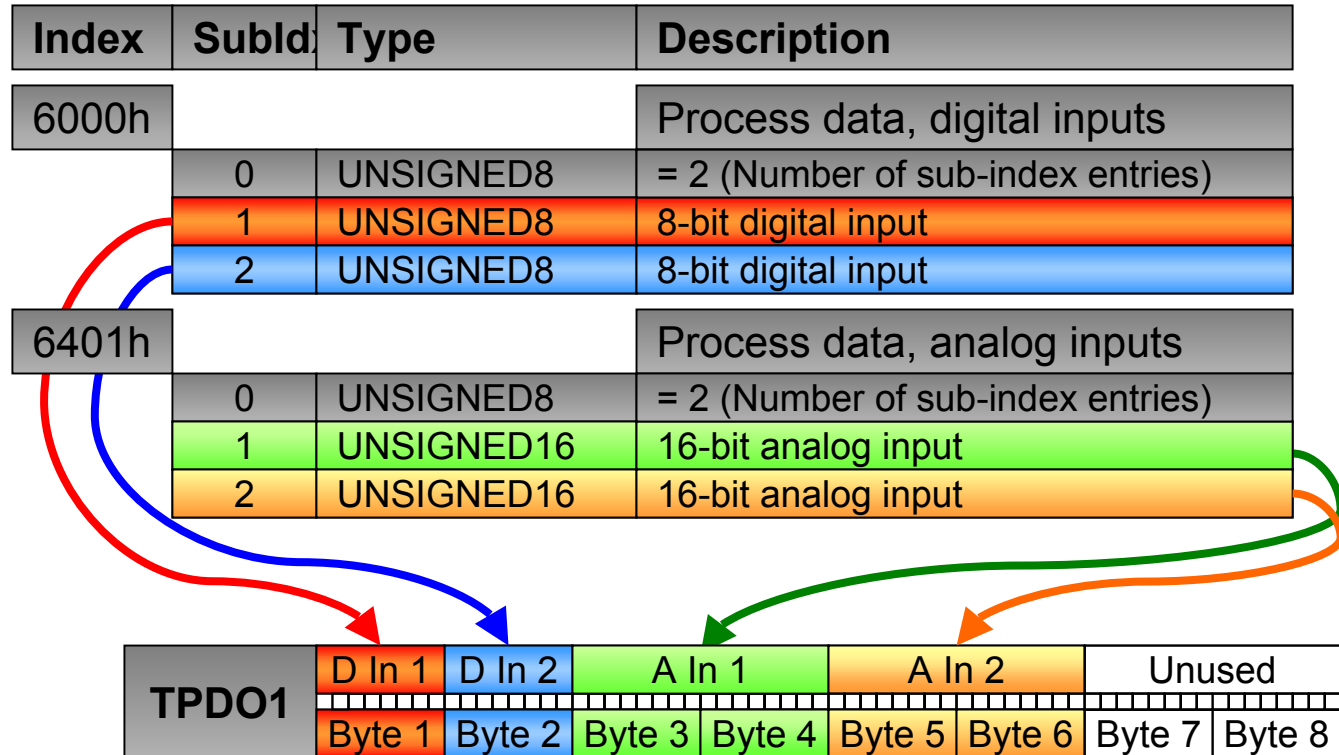 Index SubIdx Type Description
6000h Process data, digital inputs
0 UNSIGNED8 = 2 (Number of sub-index entries)
1 UNSIGNED8 8-bit digital input
2 UNSIGNED8 8-bit digital input
6401h Process data, analog inputs
0 UNSIGNED8 = 2 (Number of sub-index entries)
1 UNSIGNED16 16-bit analog input
2 UNSIGNED16 16-bit analog input
TPDO1
D In 1 D In 2 A In 1 A In 2 Unused
Byte 1 Byte 2 Byte 3 Byte 4 Byte 5 Byte 6 Byte 7 Byte 8